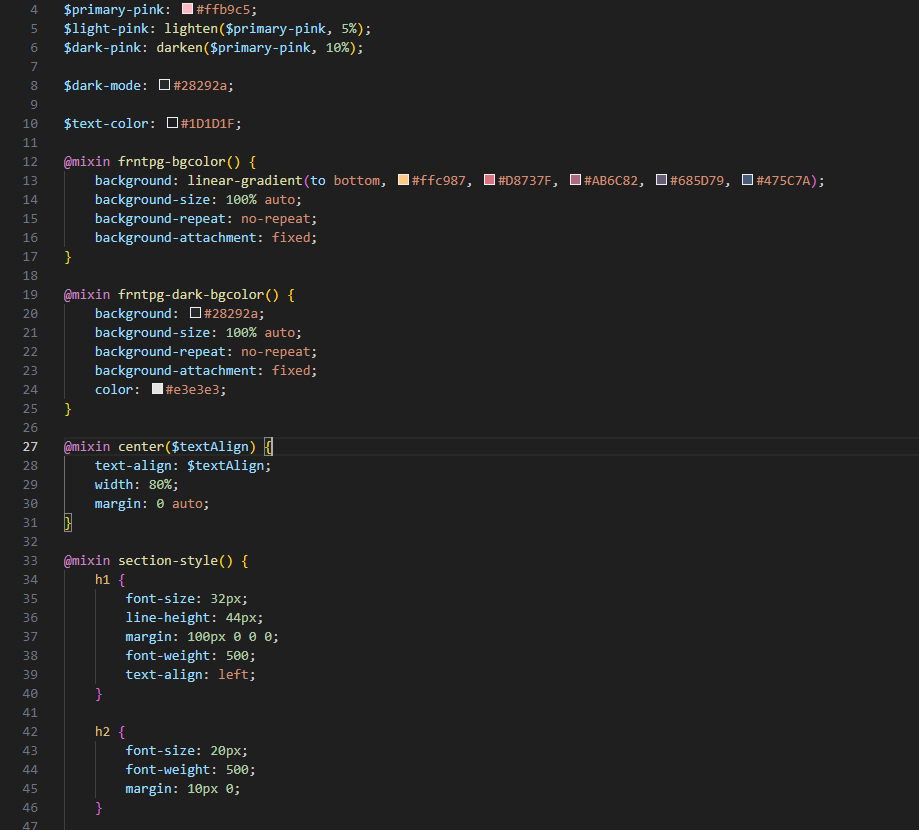 4 $primary-pink: #ffb9c5;
5 $light-pink: lighten($primary-pink, 5%);
6 $dark-pink: darken($primary-pink, 10%);
7
8 $dark-mode: #28292a;
9
10 $text-color: #1D1D1F;
11
12 @mixin frntpg-bgcolor() {
13     background: linear-gradient(to bottom, #ffc987, #D8737F, #AB6C82, #685D79, #475C7A);
14     background-size: 100% auto;
15     background-repeat: no-repeat;
16     background-attachment: fixed;
17 }
18
19 @mixin frntpg-dark-bgcolor() {
20     background: #28292a;
21     background-size: 100% auto;
22     background-repeat: no-repeat;
23     background-attachment: fixed;
24     color: #e3e3e3;
25 }
26
27 @mixin center($textAlign) {
28     text-align: $textAlign;
29     width: 80%;
30     margin: 0 auto;
31 }
32
33 @mixin section-style() {
34     h1 {
35         font-size: 32px;
36         line-height: 44px;
37         margin: 100px 0 0 0;
38         font-weight: 500;
39         text-align: left;
40     }
41
42     h2 {
43         font-size: 20px;
44         font-weight: 500;
45         margin: 10px 0;
46     }
47